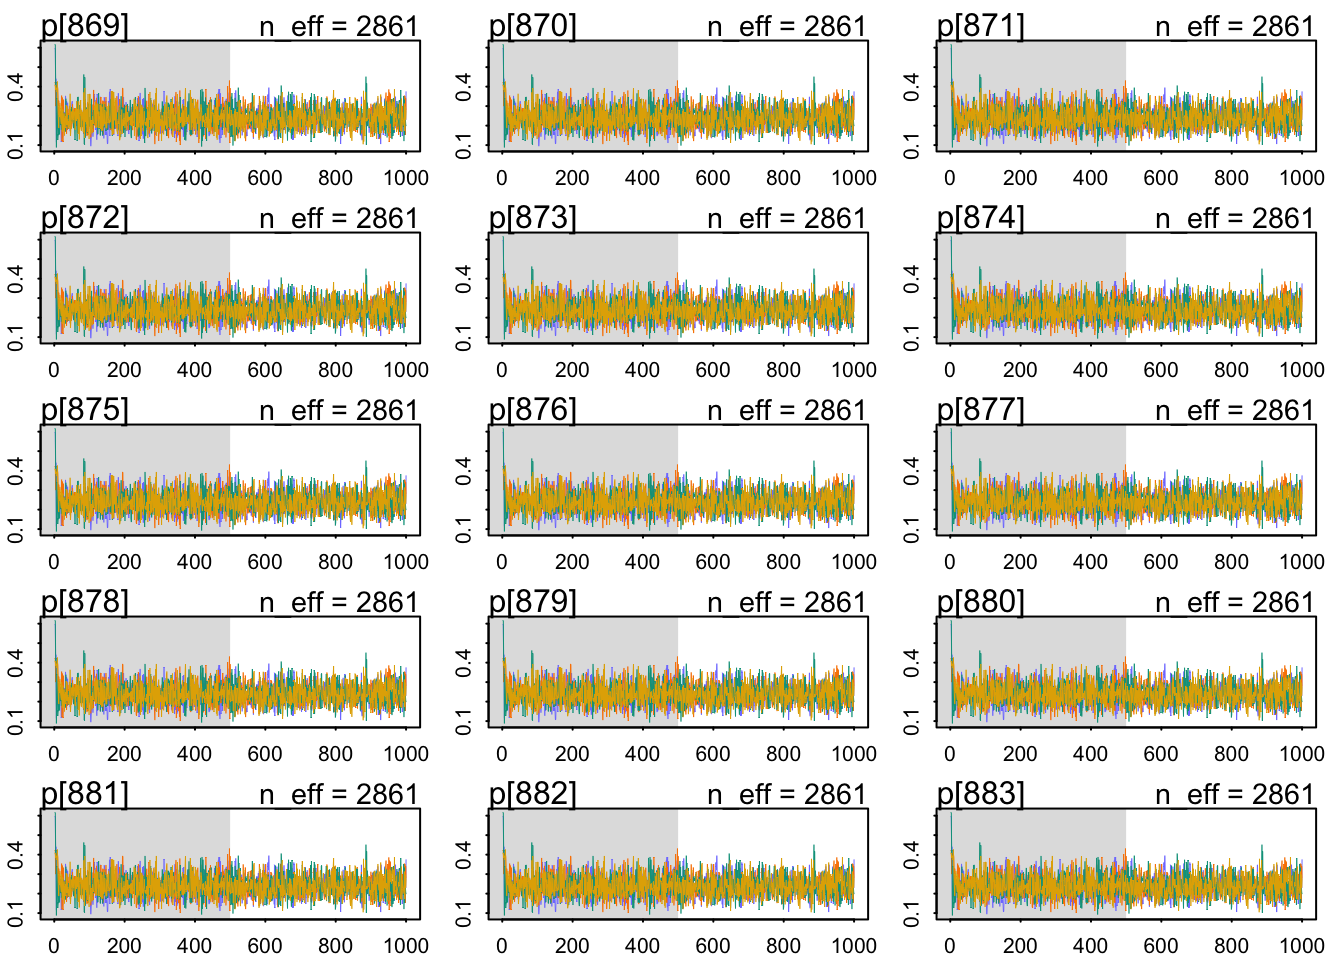 p[869] n_eff = 2861 p[870] n_eff = 2861 p[871] n_eff = 2861
0.1 0.4 0.1 0.4 0.1 0.4
0 200 400 600 800 1000 0 200 400 600 800 1000 0 200 400 600 800 1000
p[872] n_eff = 2861 p[873] n_eff = 2861 p[874] n_eff = 2861
0.1 0.4 0.1 0.4 0.1 0.4
0 200 400 600 800 1000 0 200 400 600 800 1000 0 200 400 600 800 1000
p[875] n_eff = 2861 p[876] n_eff = 2861 p[877] n_eff = 2861
0.1 0.4 0.1 0.4 0.1 0.4
0 200 400 600 800 1000 0 200 400 600 800 1000 0 200 400 600 800 1000
p[878] n_eff = 2861 p[879] n_eff = 2861 p[880] n_eff = 2861
0.1 0.4 0.1 0.4 0.1 0.4
0 200 400 600 800 1000 0 200 400 600 800 1000 0 200 400 600 800 1000
p[881] n_eff = 2861 p[882] n_eff = 2861 p[883] n_eff = 2861
0.1 0.4 0.1 0.4 0.1 0.4
0 200 400 600 800 1000 0 200 400 600 800 1000 0 200 400 600 800 1000